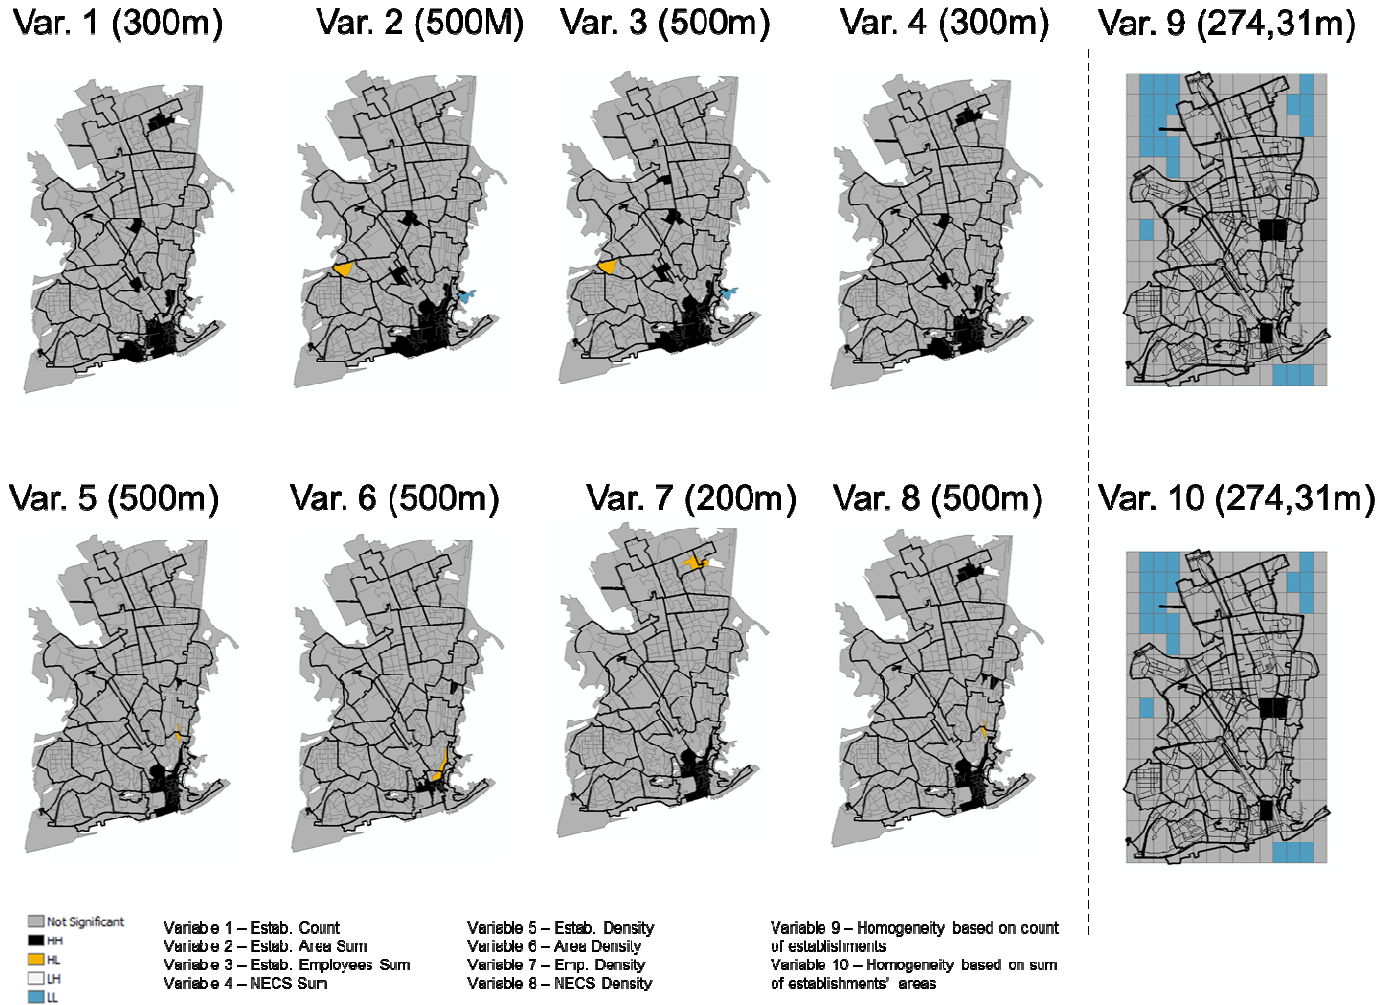 Var. 1 (300m)
Var. 2 (500M)
Var. 3 (500m)
Var. 4 (300m)
Var. 9 (274,31m)
Var. 5 (500m)
Var. 6 (500m)
Var. 7 (200m)
Var. 8 (500m)
Var. 10 (274,31m)
Not Significant
HH
HL
LH
LL
Variable 1 – Estab. Count
Variable 2 – Estab. Area Sum
Variable 3 – Estab. Employees Sum
Variable 4 – NECS Sum
Variable 5 – Estab. Density
Variable 6 – Area Density
Variable 7 – Emp. Density
Variable 8 – NECS Density
Variable 9 – Homogeneity based on count
of establishments
Variable 10 – Homogeneity based on sum
of establishments' areas